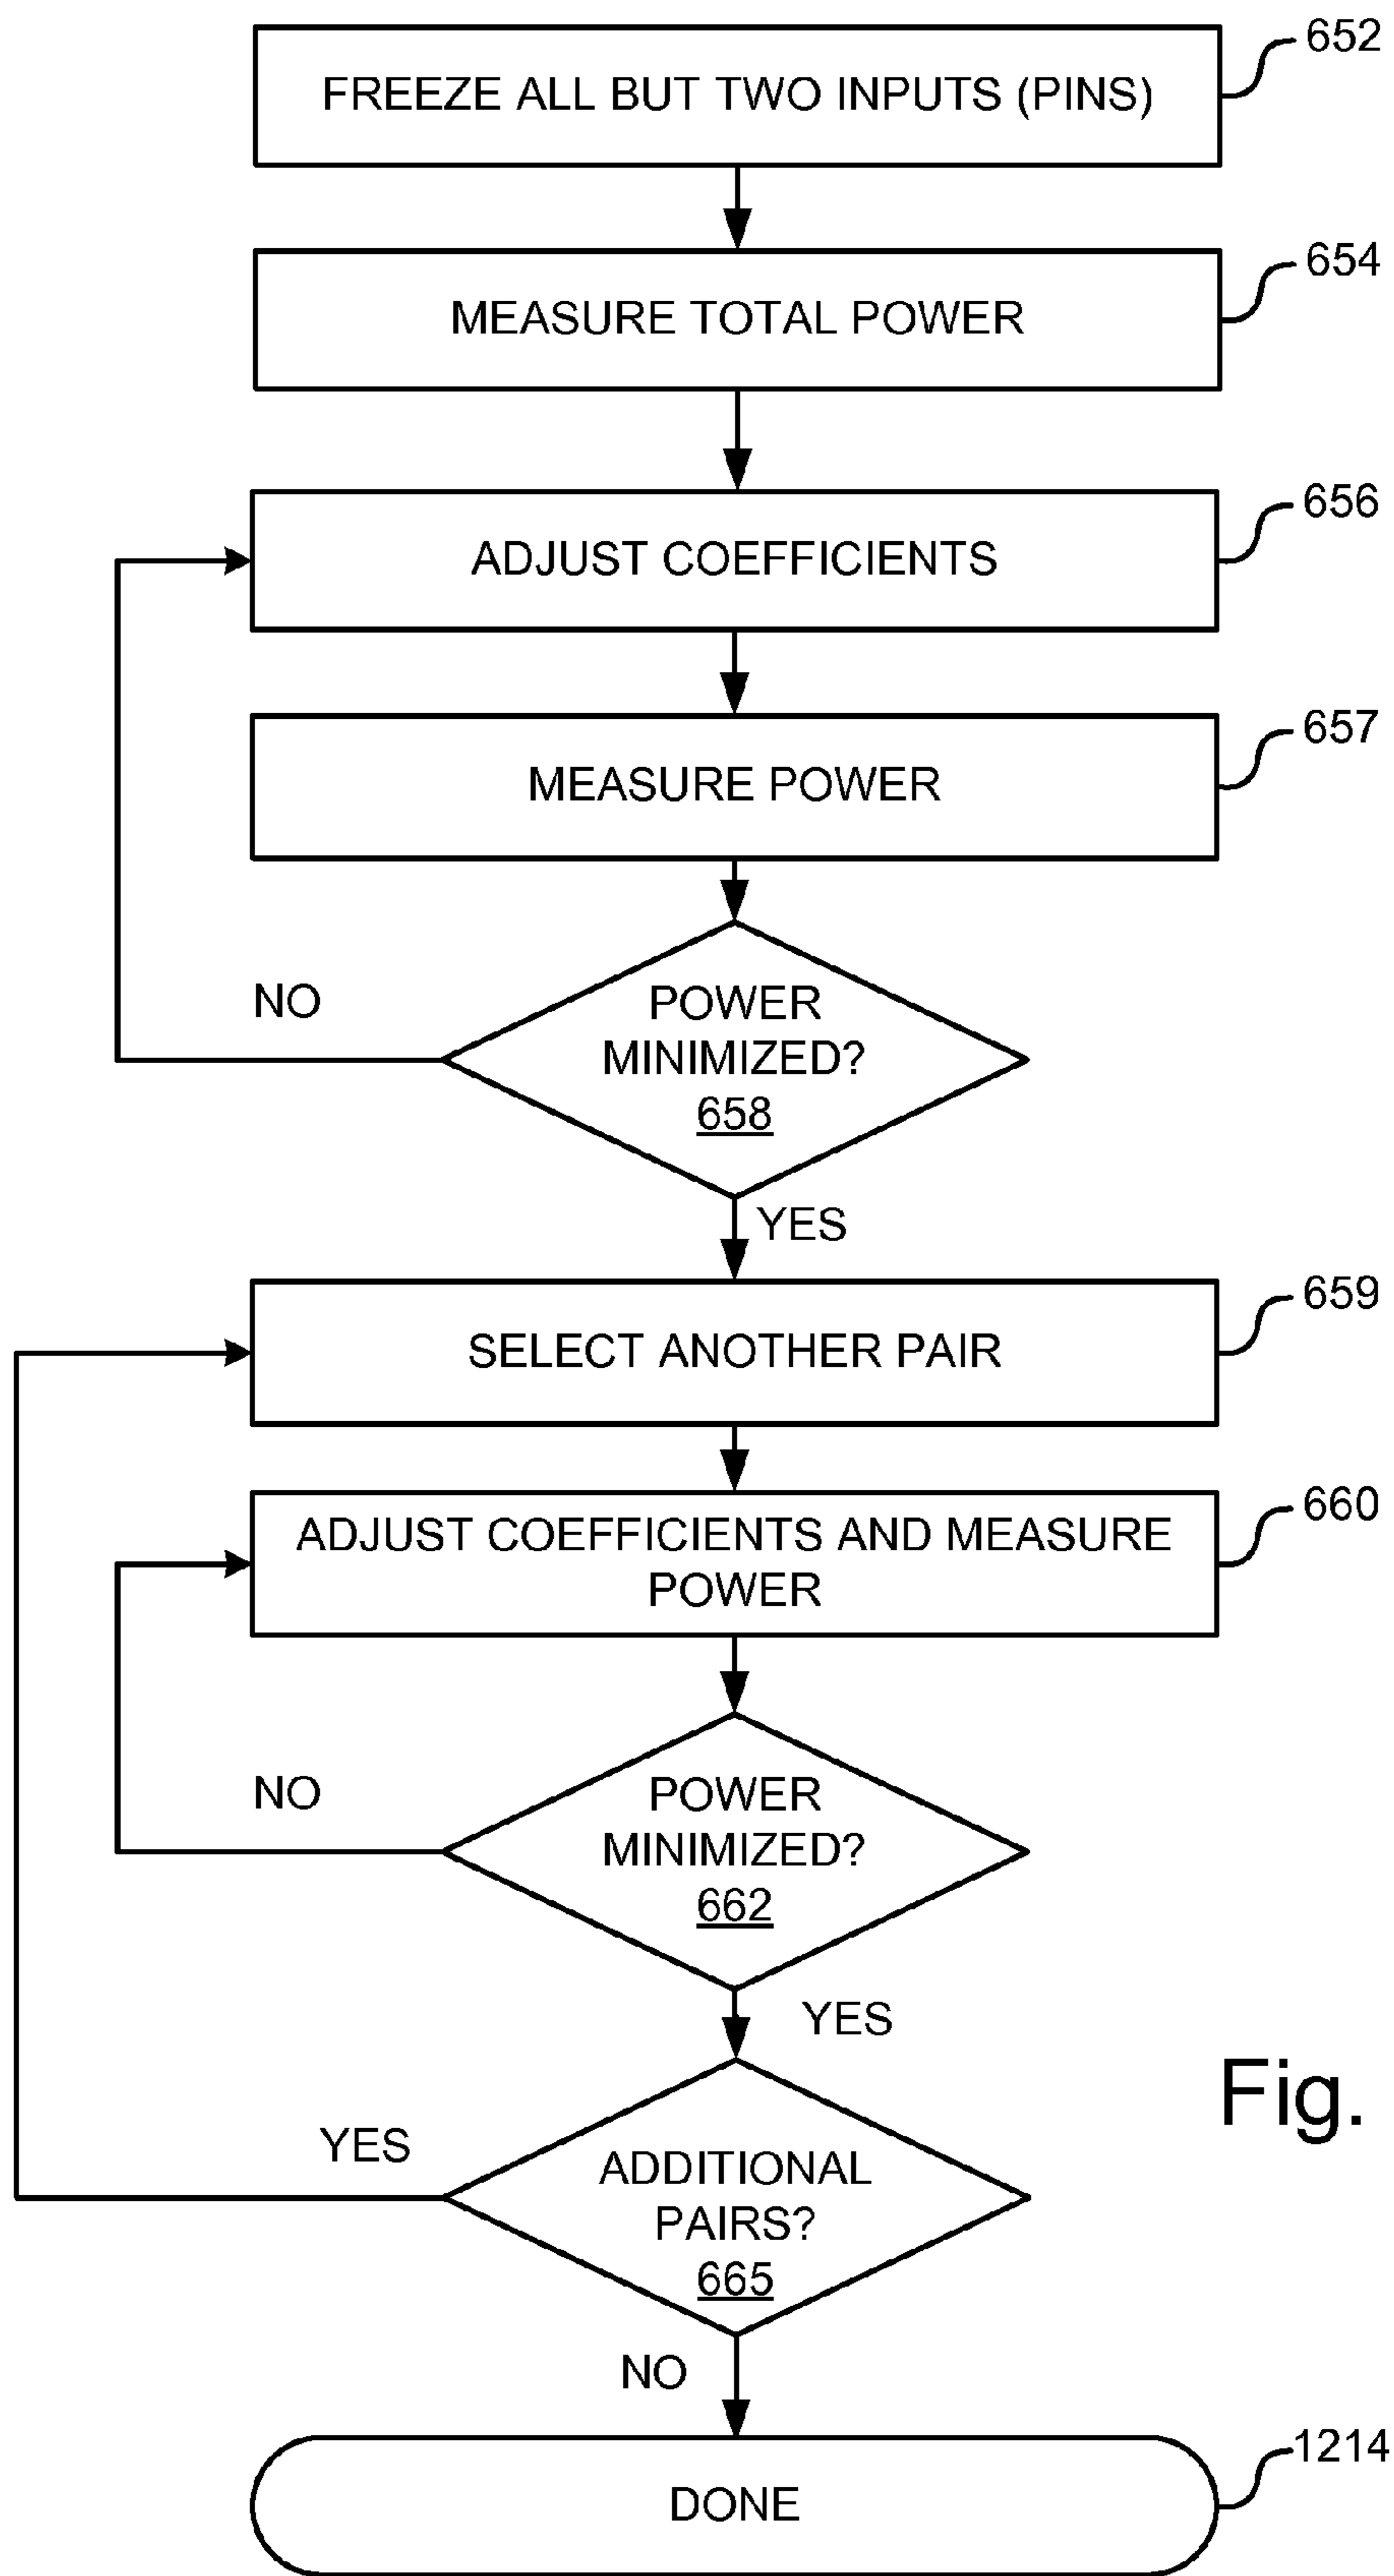 FREEZE ALL BUT TWO INPUTS (PINS)
652
MEASURE TOTAL POWER
654
ADJUST COEFFICIENTS
656
MEASURE POWER
657
POWER
MINIMIZED?
658
NO
YES
SELECT ANOTHER PAIR
659
ADJUST COEFFICIENTS AND MEASURE
POWER
660
POWER
MINIMIZED?
662
NO
YES
ADDITIONAL
PAIRS?
665
YES
NO
Fig.
DONE
1214